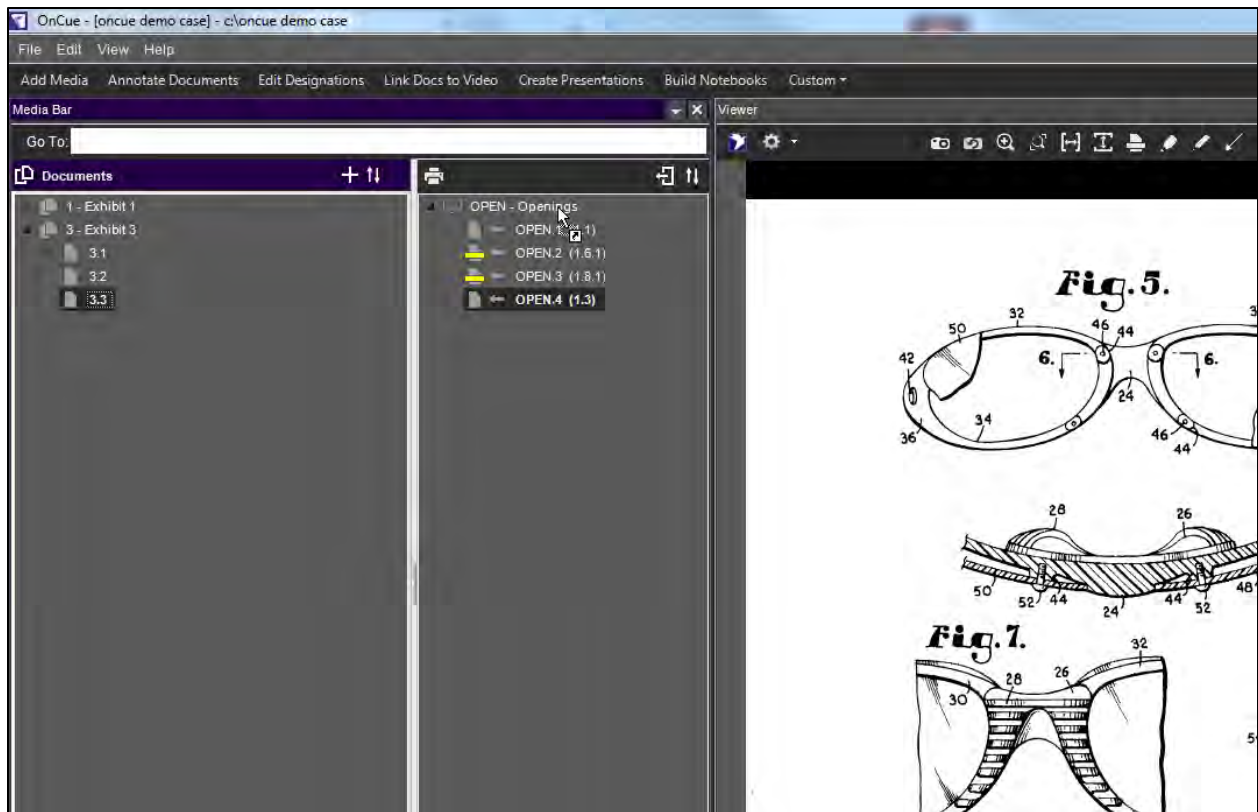 OnCue - [oncue demo case] - c:\oncue demo case
File Edit View Help
Add Media Annotate Documents Edit Designations Link Docs to Video Create Presentations Build Notebooks Custom
Media Bar
Viewer
Go To:
Documents
1 - Exhibit 1
3 - Exhibit 3
3.1
3.2
3.3
OPEN - Openings
OPEN.1
OPEN.2 (1.6.1)
OPEN.3 (1.8.1)
OPEN.4 (1.3)
Fig. 5.
32
50 46 44
42 6. 6.
24
34
36 46
44
28 26
50 52 44 24 44 52 48
Fig. 7.
32
28 26
30